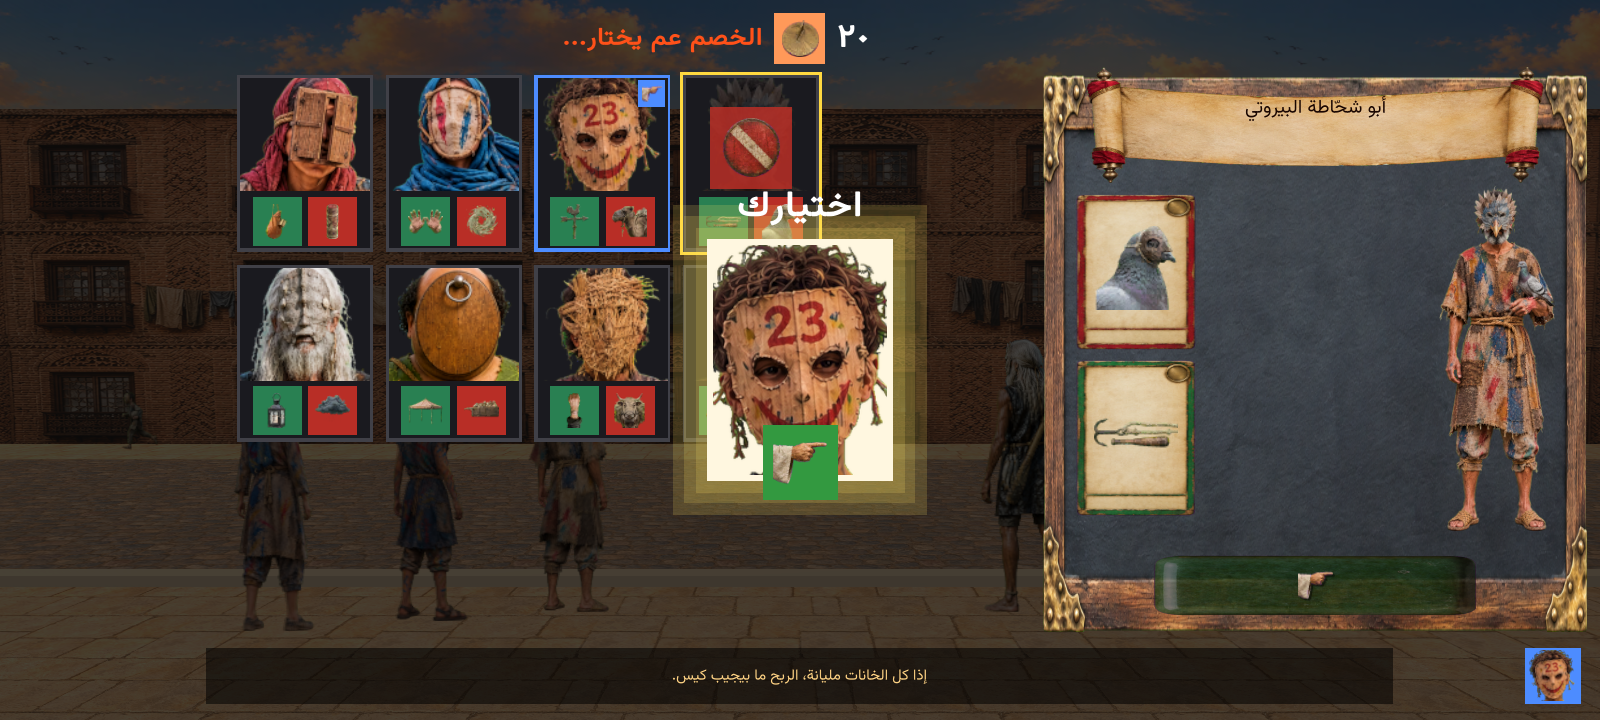 الخصم عم يختار...
٢٠
23
اختيارك
23
أبو شحّاطة البيروتي
إذا كل الخانات مليانة، الربح ما بيجيب كيس.
23